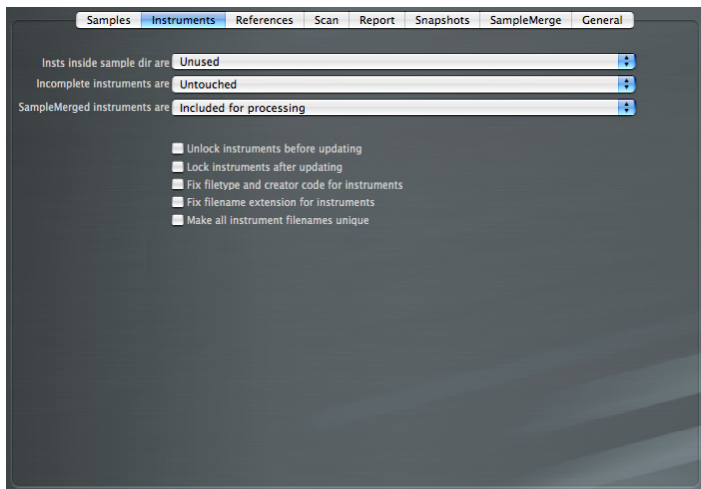 Samples Instruments References Scan Report Snapshots SampleMerge General
Insts inside sample dir are Unused
Incomplete instruments are Untouched
SampleMerged instruments are Included for processing
Unlock instruments before updating
Lock instruments after updating
Fix filetype and creator code for instruments
Fix filename extension for instruments
Make all instrument filenames unique